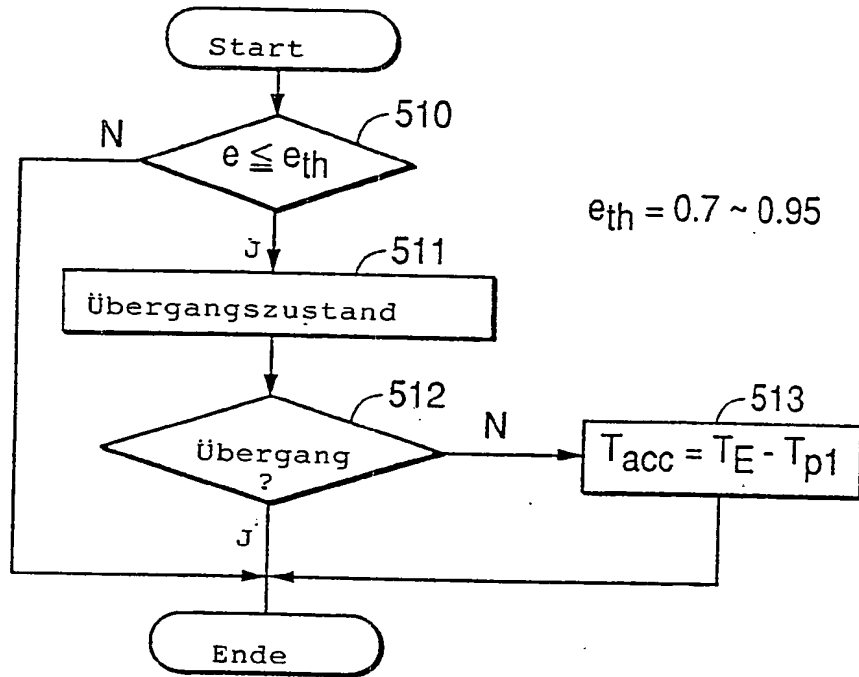 Start
510
N
e ≦ e_th
e_th = 0.7 ~ 0.95
J
511
Übergangszustand
512
N
513
Übergang
?
T_acc = T_E - T_p1
J
Ende